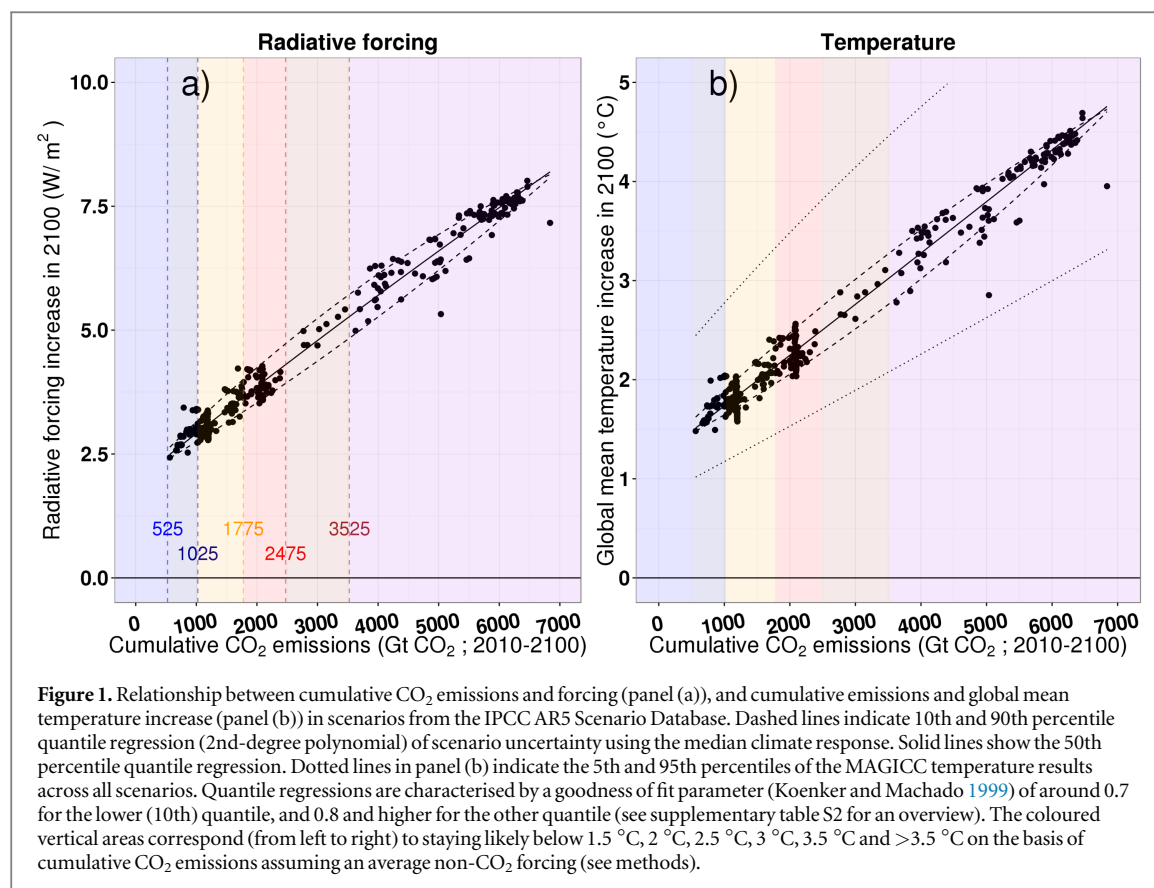 Radiative forcing
Temperature
a)
b)
Radiative forcing increase in 2100 (W/ m²)
10.0
7.5
5.0
2.5
0.0
525
1025
1775
2475
3525
0 1000 2000 3000 4000 5000 6000 7000
Cumulative CO₂ emissions (Gt CO₂ ; 2010-2100)
Global mean temperature increase in 2100 (°C)
5
4
3
2
1
0
0 1000 2000 3000 4000 5000 6000 7000
Cumulative CO₂ emissions (Gt CO₂ ; 2010-2100)
Figure 1. Relationship between cumulative CO₂ emissions and forcing (panel (a)), and cumulative emissions and global mean
temperature increase (panel (b)) in scenarios from the IPCC AR5 Scenario Database. Dashed lines indicate 10th and 90th percentile
quantile regression (2nd-degree polynomial) of scenario uncertainty using the median climate response. Solid lines show the 50th
percentile quantile regression. Dotted lines in panel (b) indicate the 5th and 95th percentiles of the MAGICC temperature results
across all scenarios. Quantile regressions are characterised by a goodness of fit parameter (Koenker and Machado 1999) of around 0.7
for the lower (10th) quantile, and 0.8 and higher for the other quantile (see supplementary table S2 for an overview). The coloured
vertical areas correspond (from left to right) to staying likely below 1.5 °C, 2 °C, 2.5 °C, 3 °C, 3.5 °C and >3.5 °C on the basis of
cumulative CO₂ emissions assuming an average non-CO₂ forcing (see methods).